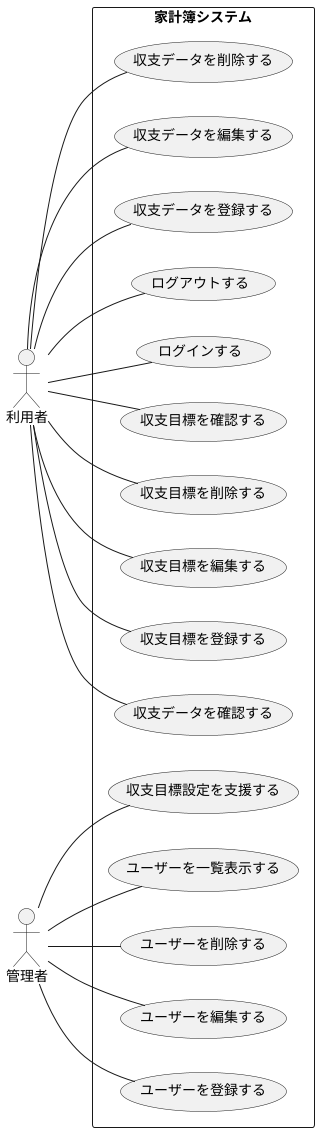 家計簿システム
収支データを削除する
収支データを編集する
収支データを登録する
ログアウトする
ログインする
利用者
収支目標を確認する
収支目標を削除する
収支目標を編集する
収支目標を登録する
収支データを確認する
収支目標設定を支援する
ユーザーを一覧表示する
ユーザーを削除する
管理者
ユーザーを編集する
ユーザーを登録する